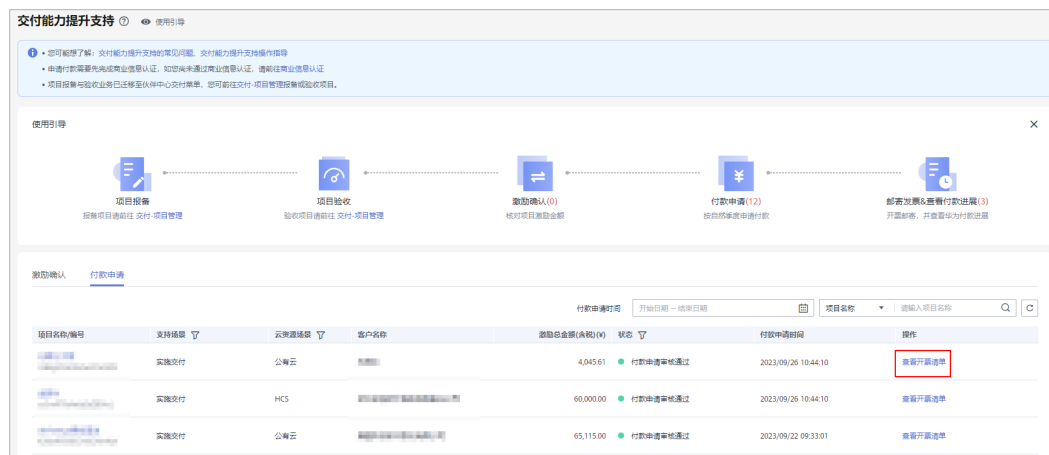 交付能力提升支持 ? 使用引导
• 您可能想了解：交付能力提升支持的常见问题、交付能力提升支持操作指导
• 申请付款需要先完成商业信息认证，如您尚未通过商业信息认证，请前往商业信息认证
• 项目报备与验收业务已迁移至伙伴中心交付菜单，您可前往交付-项目管理报备或验收项目。
使用引导
项目报备 项目验收 激励确认(0) 付款申请(12) 邮寄发票&查看付款进展(3)
报备项目请前往 交付-项目管理 验收项目请前往 交付-项目管理 核对项目激励金额 按自然季度申请付款 开票邮寄，并查看华为付款进展
激励确认 付款申请
付款申请时间 开始日期 – 结束日期 项目名称 请输入项目名称
项目名称/编号 支持场景 云资源场景 客户名称 激励总金额(含税)(¥) 状态 付款申请时间 操作
实施交付 公有云 4,045.61 付款申请审核通过 2023/09/26 10:44:10 查看开票清单
实施交付 HCS 60,000.00 付款申请审核通过 2023/09/26 10:44:10 查看开票清单
实施交付 公有云 65,115.00 付款申请审核通过 2023/09/22 09:33:01 查看开票清单